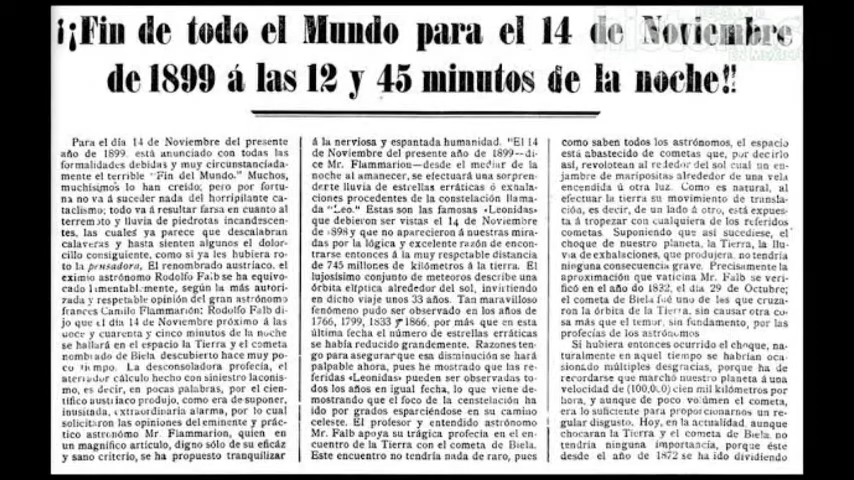 ¡¡Fin de todo el Mundo para el 14 de Noviembre
de 1899 á las 12 y 45 minutos de la noche!!
Para el día 14 de Noviembre del presente
año de 1899, está anunciado con todas las
formalidades debidas y muy circunstanciada-
mente el terrible "Fin del Mundo." Muchos,
muchísimos lo han creído; pero por fortuna
no va á suceder nada del horripilante ca-
taclismo; todo va á resultar farsa en cuanto al
terremoto y lluvia de piedrotas incandescen-
tes, las cuales ya parece que descalabran
calaveras y hasta sienten algunos el dolor-
cillo consiguiente, como si ya les hubiera ro-
to la pensadora. El renombrado austríaco, el
eximio astrónomo Rodolfo Falb se ha equivo-
cado lamentablemente, según la más autori-
zada y respetable opinión del gran astrónomo
frances Camilo Flammarión: Rodolfo Falb di-
jo que el día 14 de Noviembre próximo á las
doce y cuarenta y cinco minutos de la noche
se hallará en el espacio la Tierra y el cometa
nombrado de Biela descubierto hace muy po-
co tiempo. La desconsoladora profecía, el
aterrador cálculo hecho con siniestro laconis-
mo, es decir, en pocas palabras, por el cien-
tífico austiaco produjo, como era de suponer,
inusitada, extraordinaria alarma, por lo cual
solicitaron las opiniones del eminente y prác-
tico astronómo Mr. Flammarion, quien en
un magnífico artículo, digno sólo de su eficáz
y sano criterio, se ha propuesto tranquilizar
á la nerviosa y espantada humanidad. "El 14
de Noviembre del presente año de 1899--di-
ce Mr. Flammarion—desde el mediar de la
noche al amanecer, se efectuará una sorpren-
derte lluvia de estrellas erráticas ó exhala-
ciones procedentes de la constelación llama-
da "Leo." Estas son las famosas «Leonidas»
que debieron ser vistas el 14 de Noviembre
de 1898 y que no aparecieron á nuestras mira-
das por la lógica y excelente razón de encon-
trarse entonces á la muy respetable distancia
de 745 millones de kilómetros á la tierra. El
lujosísimo conjunto de meteoros describe una
órbita elíptica alrededor del sol, invirtiendo
en dicho viaje unos 33 años. Tan maravilloso
fenómeno pudo ser observado en los años de
1766, 1799, 1833 y 1866, por más que en esta
última fecha el número de estrellas erráticas
se había reducido grandemente. Razones ten-
go para asegurar que esa disminución se hará
palpable ahora, pues he mostrado que las re-
feridas «Leonidas» pueden ser observadas to-
dos los años en igual fecha, lo que viene de-
mostrando que el foco de la constelación ha
ido por grados esparciéndose en su camino
celeste. El profesor y entendido astrónomo
Mr. Falb apoya su trágica profecia en el en-
cuentro de la Tierra con el cometa de Biela.
Este encuentro no tendría nada de raro, pues
como saben todos los astrónomos, el espacio
está abastecido de cometas que, por decirlo
así, revolotean al rededor del sol cual un en-
jambre de maripositas alrededor de una vela
encendida ú otra luz. Como es natural, al
efectuar la tierra su movimiento de transla-
ción, es decir, de un lado á otro, está expues-
ta á tropezar con cualquiera de los referidos
cometas. Suponiendo que así sucediese, el
choque de nuestro planeta, la Tierra, la llu-
via de exhalaciones, que produjera, no tendría
ninguna consecuencia grave. Precisamente la
aproximación que vaticina Mr. Falb se veri-
ficó en el año do 1832, el día 29 de Octubre;
el cometa de Biela fué uno de les que cruza-
ron la órbita de la Tierra, sin causar otra co-
sa más que el temor, sin fundamento, por las
profecías de los astrónomos
Si hubiera entonces ocurrido el choque, na-
turalmente en aquel tiempo se habrían oca-
sionado múltiples desgracias, porque ha de
recordarse que marchó nuestro planeta á una
velocidad de (100,0.0) cien mil kilómetros por
hora, y aunque de poco volúmen el cometa,
era lo suficiente para proporcionarnos un re-
gular disgusto. Hoy, en la actualidad, aunque
chocaran la Tierra y el cometa de Biela, no
tendría ninguna importancia, porque éste
desde el año de 1872 se ha ido dividiendo